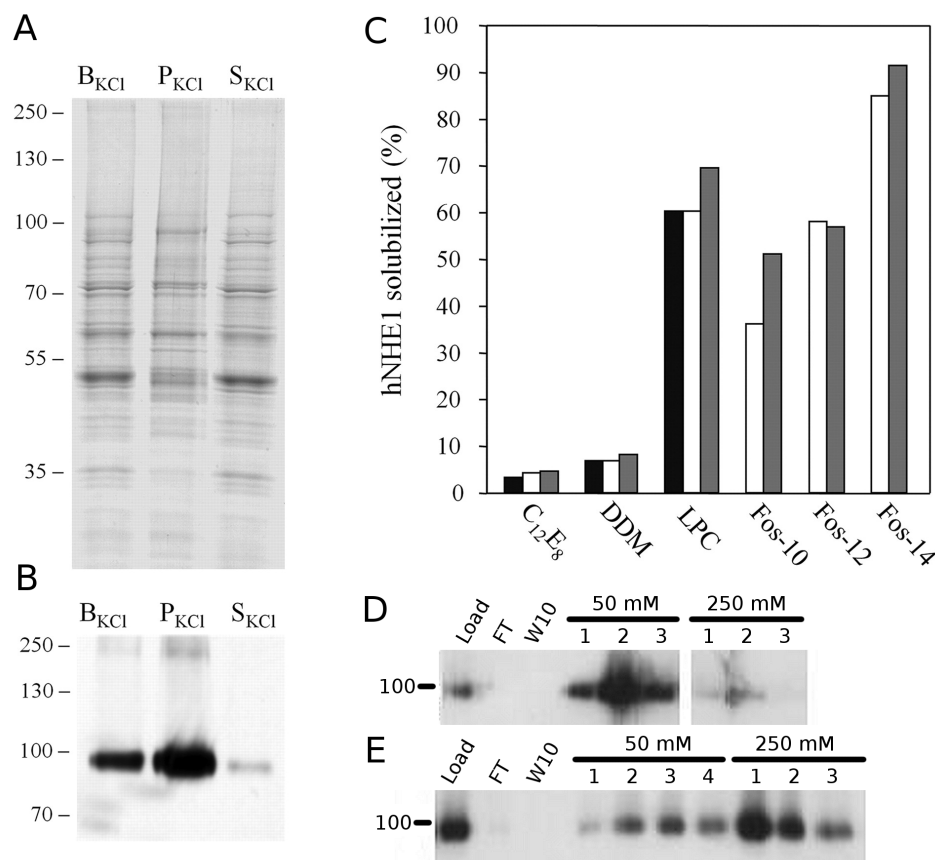 A
B_KCl P_KCl S_KCl
250
130
100
70
55
35
B
B_KCl P_KCl S_KCl
250
130
100
70
C
hNHE1 solubilized (%)
100
90
80
70
60
50
40
30
20
10
0
C12E8 DDM LPC Fos-10 Fos-12 Fos-14
D
Load FT W10 50 mM 250 mM
1 2 3 1 2 3
100
E
Load FT W10 50 mM 250 mM
1 2 3 4 1 2 3
100